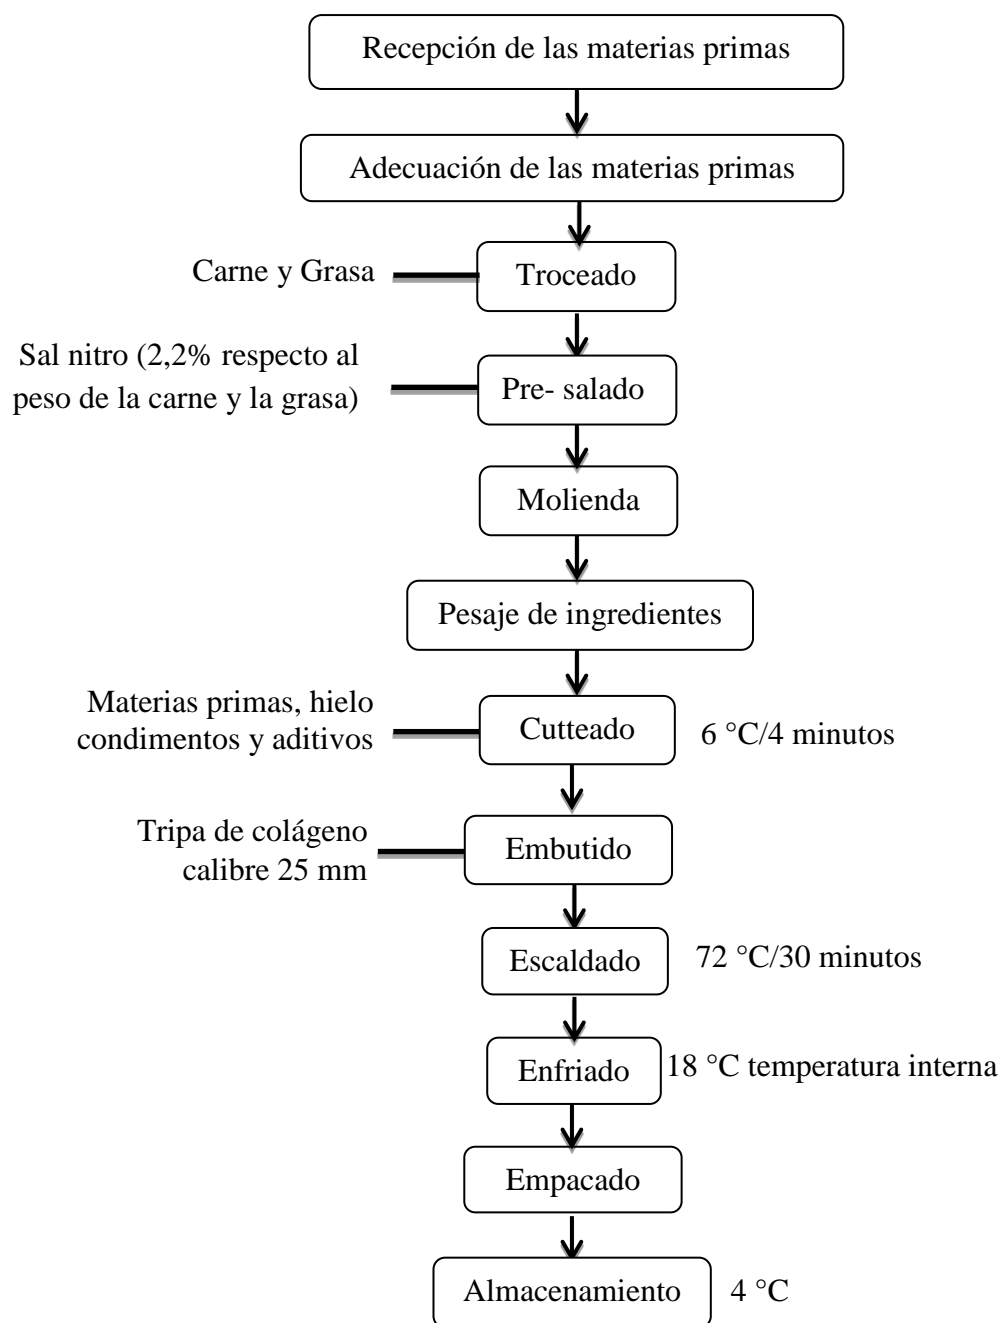 Recepción de las materias primas
Adecuación de las materias primas
Carne y Grasa
Troceado
Sal nitro (2,2% respecto al
peso de la carne y la grasa)
Pre- salado
Molienda
Pesaje de ingredientes
Materias primas, hielo
condimentos y aditivos
Cutteado
6 °C/4 minutos
Tripa de colágeno
calibre 25 mm
Embutido
Escaldado
72 °C/30 minutos
Enfriado
18 °C temperatura interna
Empacado
Almacenamiento
4 °C